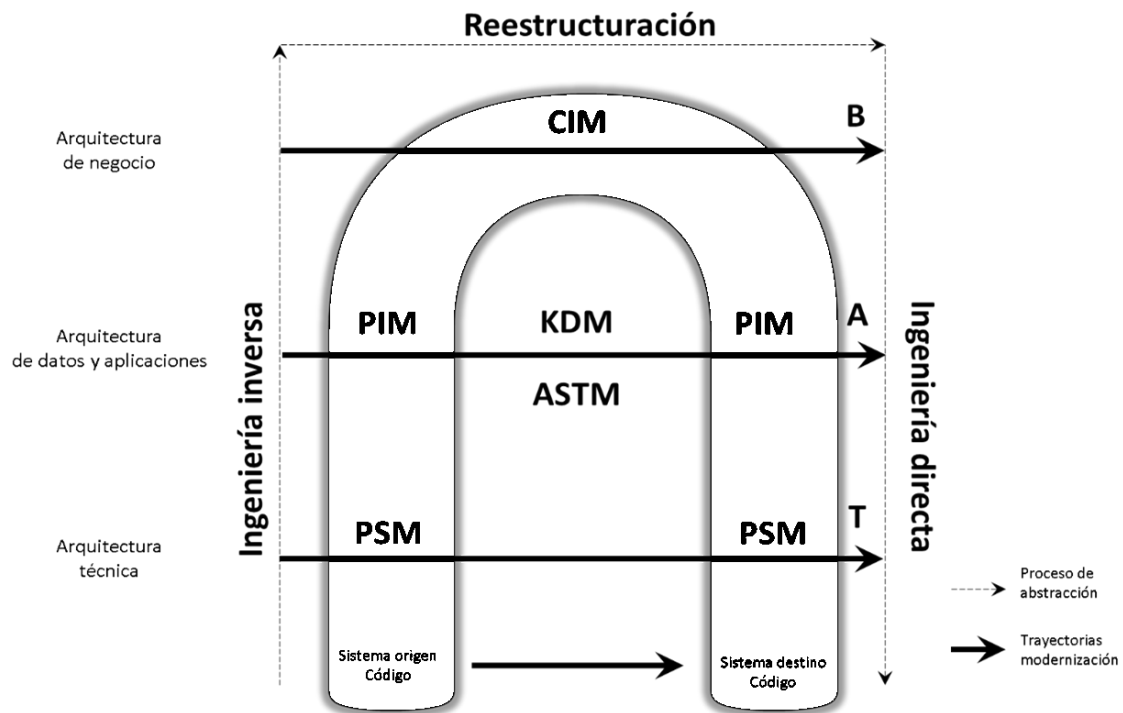 Reestructuración
CIM
B
Arquitectura
de negocio
Ingeniería inversa
PIM
KDM
PIM
A
Arquitectura
de datos y aplicaciones
ASTM
Ingeniería directa
PSM
PSM
T
Arquitectura
técnica
Proceso de
abstracción
Trayectorias
modernización
Sistema origen
Código
Sistema destino
Código